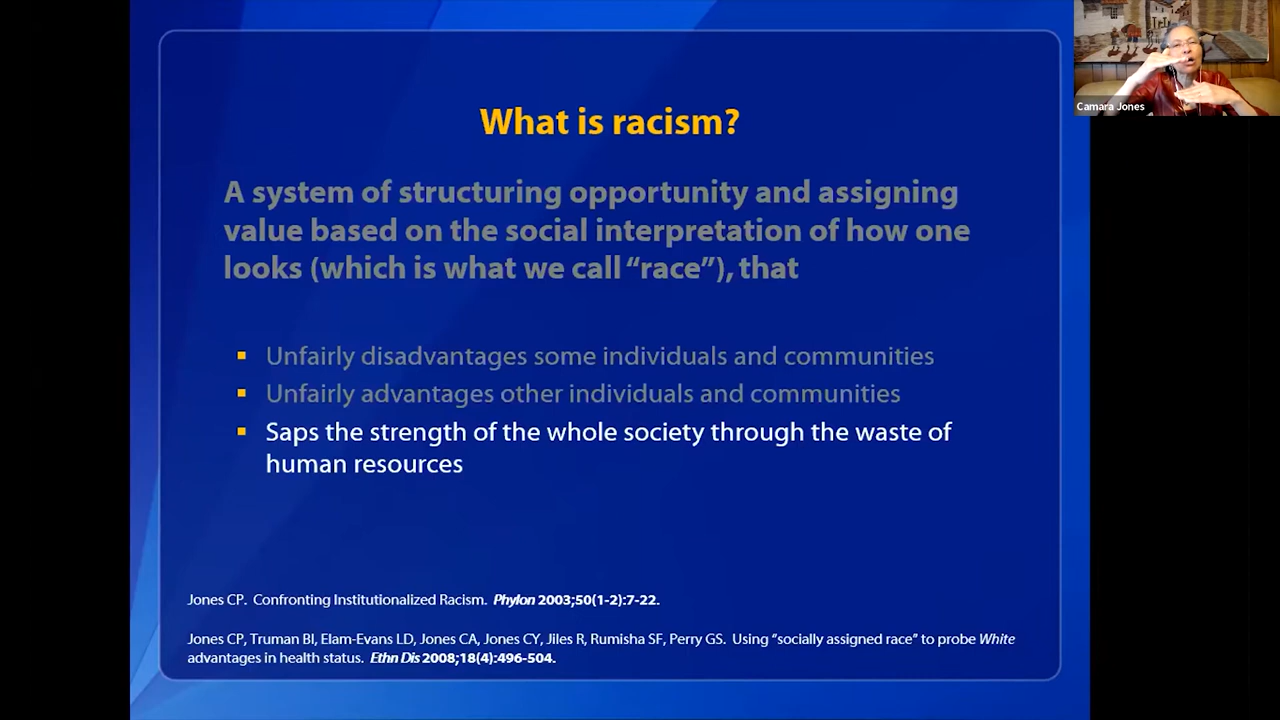 What is racism?
A system of structuring opportunity and assigning
value based on the social interpretation of how one
looks (which is what we call “race”), that
▪ Unfairly disadvantages some individuals and communities
▪ Unfairly advantages other individuals and communities
▪ Saps the strength of the whole society through the waste of
human resources
Jones CP. Confronting Institutionalized Racism. Phylon 2003;50(1-2):7-22.
Jones CP, Truman BI, Elam-Evans LD, Jones CA, Jones CY, Jiles R, Rumisha SF, Perry GS. Using “socially assigned race” to probe White
advantages in health status. Ethn Dis 2008;18(4):496-504.
Camara Jones